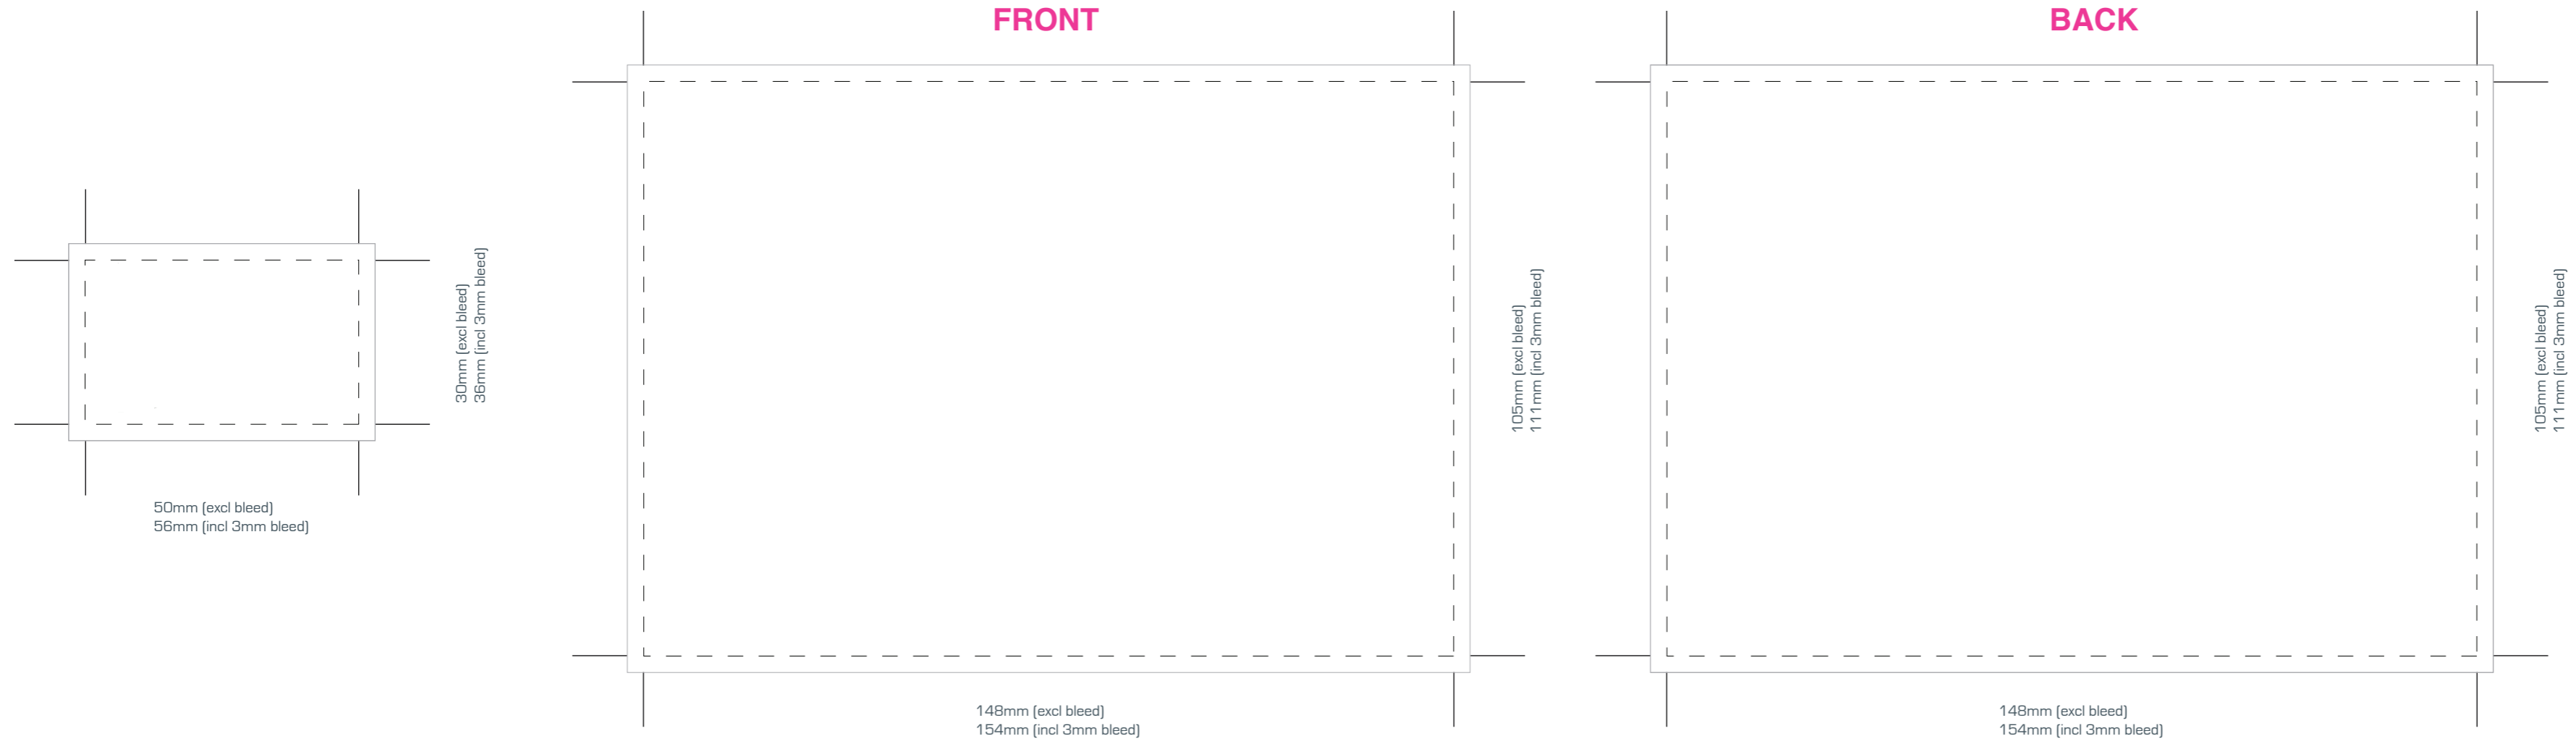 FRONT
BACK
30mm (excl bleed)
36mm (incl 3mm bleed)
50mm (excl bleed)
56mm (incl 3mm bleed)
105mm (excl bleed)
111mm (incl 3mm bleed)
148mm (excl bleed)
154mm (incl 3mm bleed)
105mm (excl bleed)
111mm (incl 3mm bleed)
148mm (excl bleed)
154mm (incl 3mm bleed)